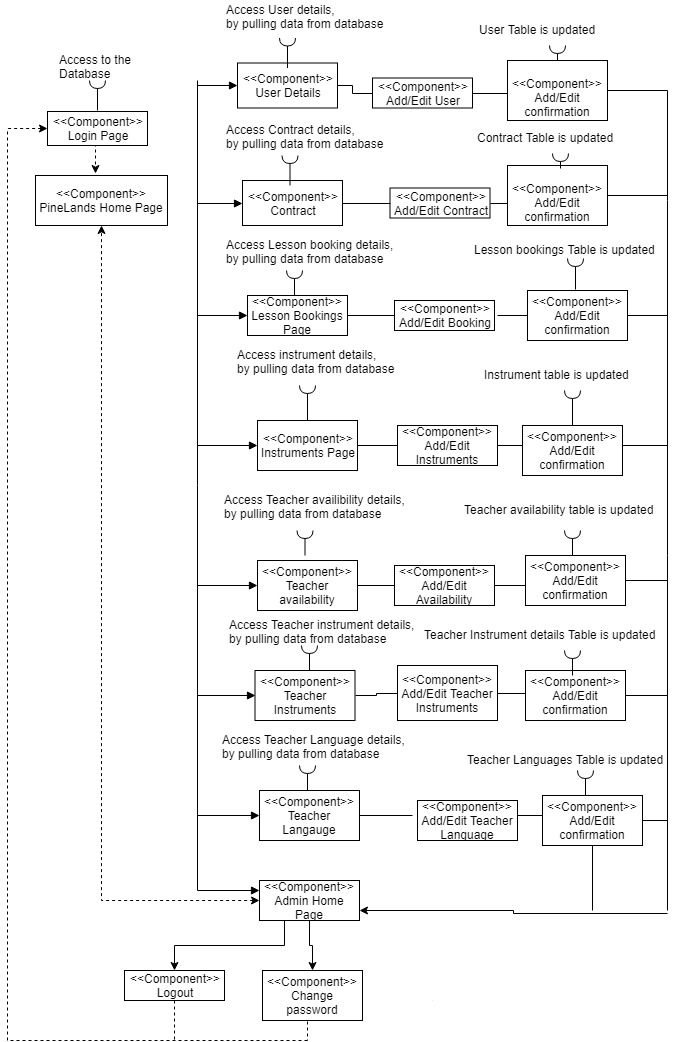 Access User details,
by pulling data from database
User Table is updated
Access to the
Database
<<Component>>
User Details
<<Component>>
Add/Edit User
<<Component>>
Add/Edit
confirmation
<<Component>>
Login Page
Access Contract details,
by pulling data from database
Contract Table is updated
<<Component>>
PineLands Home Page
<<Component>>
Contract
<<Component>>
Add/Edit Contract
<<Component>>
Add/Edit
confirmation
Access Lesson booking details,
by pulling data from database
Lesson bookings Table is updated
<<Component>>
Lesson Bookings
Page
<<Component>>
Add/Edit Booking
<<Component>>
Add/Edit
confirmation
Access instrument details,
by pulling data from database
Instrument table is updated
<<Component>>
Instruments Page
<<Component>>
Add/Edit
Instruments
<<Component>>
Add/Edit
confirmation
Access Teacher availibility details,
by pulling data from database
Teacher availability table is updated
<<Component>>
Teacher
availability
<<Component>>
Add/Edit
Availability
<<Component>>
Add/Edit
confirmation
Access Teacher instrument details,
by pulling data from database
Teacher Instrument details Table is updated
<<Component>>
Teacher
Instruments
<<Component>>
Add/Edit Teacher
Instruments
<<Component>>
Add/Edit
confirmation
Access Teacher Language details,
by pulling data from database
Teacher Languages Table is updated
<<Component>>
Teacher
Langauge
<<Component>>
Add/Edit Teacher
Language
<<Component>>
Add/Edit
confirmation
<<Component>>
Admin Home
Page
<<Component>>
Logout
<<Component>>
Change
password